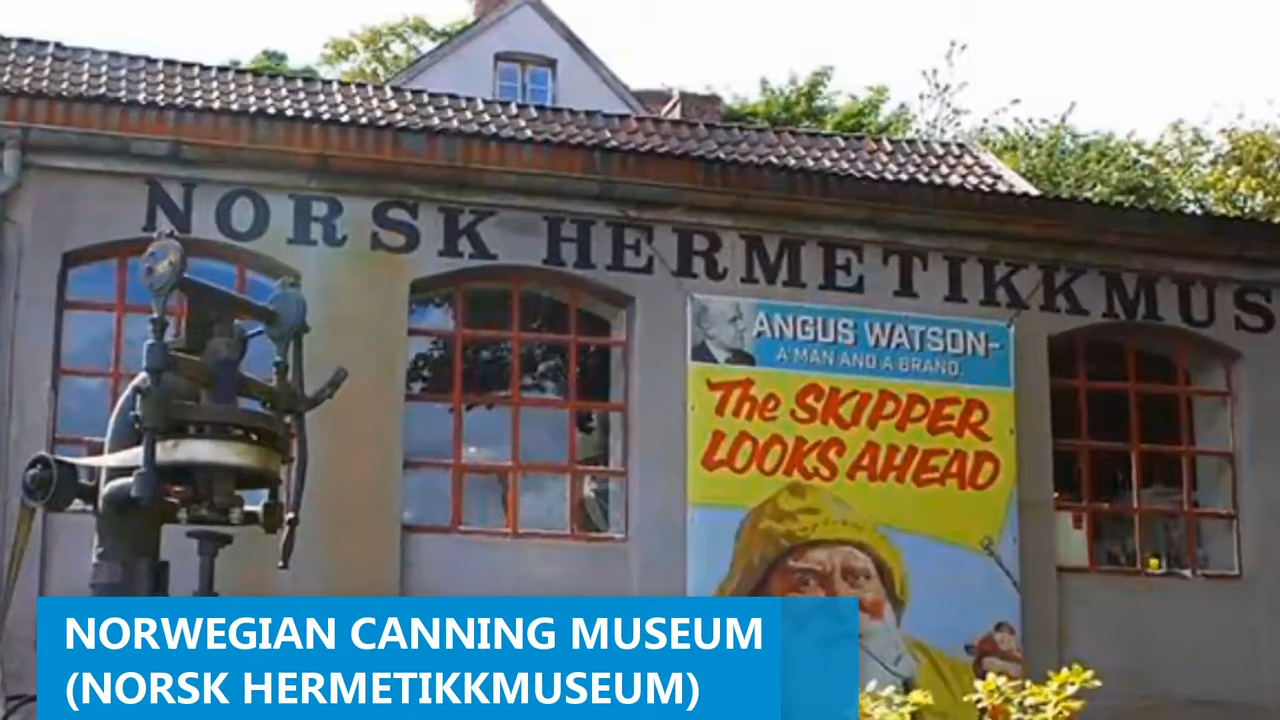 NORSK HERMETIKKMUS
ANGUS WATSON-
A MAN AND A BRAND.
The SKIPPER
LOOKS AHEAD
NORWEGIAN CANNING MUSEUM
(NORSK HERMETIKKMUSEUM)